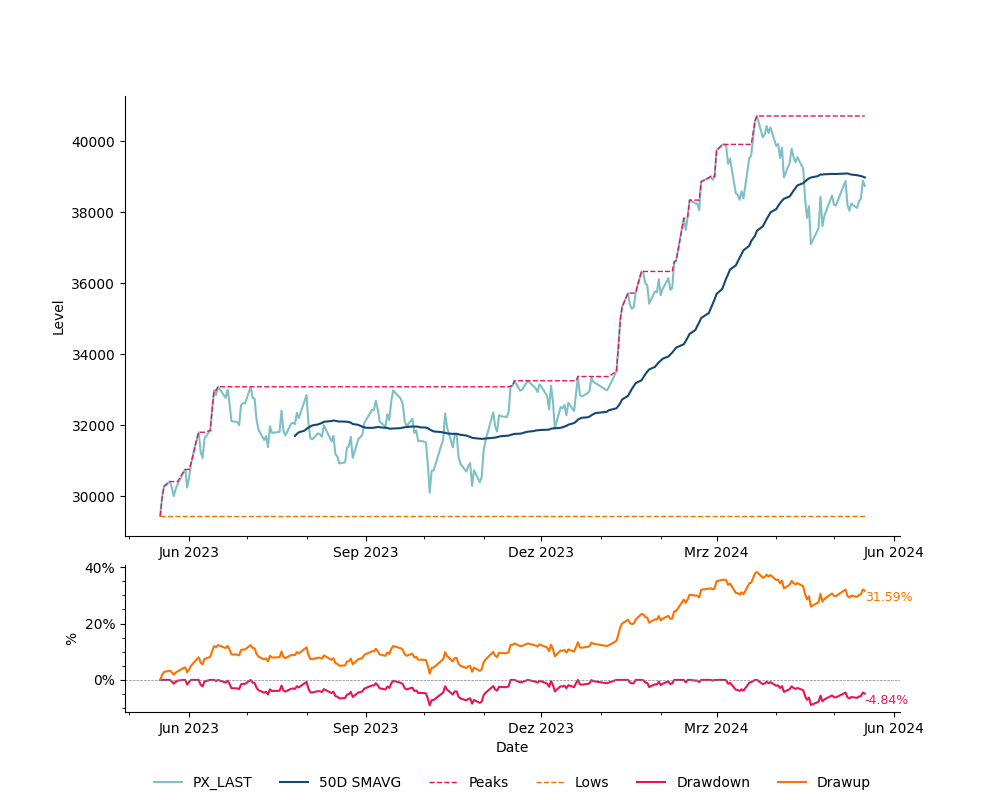 40000
38000
36000
34000
32000
30000
Level
Jun 2023 Sep 2023 Dez 2023 Mrz 2024 Jun 2024
40%
20%
0%
%
31.59%
-4.84%
Jun 2023 Sep 2023 Dez 2023 Mrz 2024 Jun 2024
Date
PX_LAST 50D SMAVG Peaks Lows Drawdown Drawup